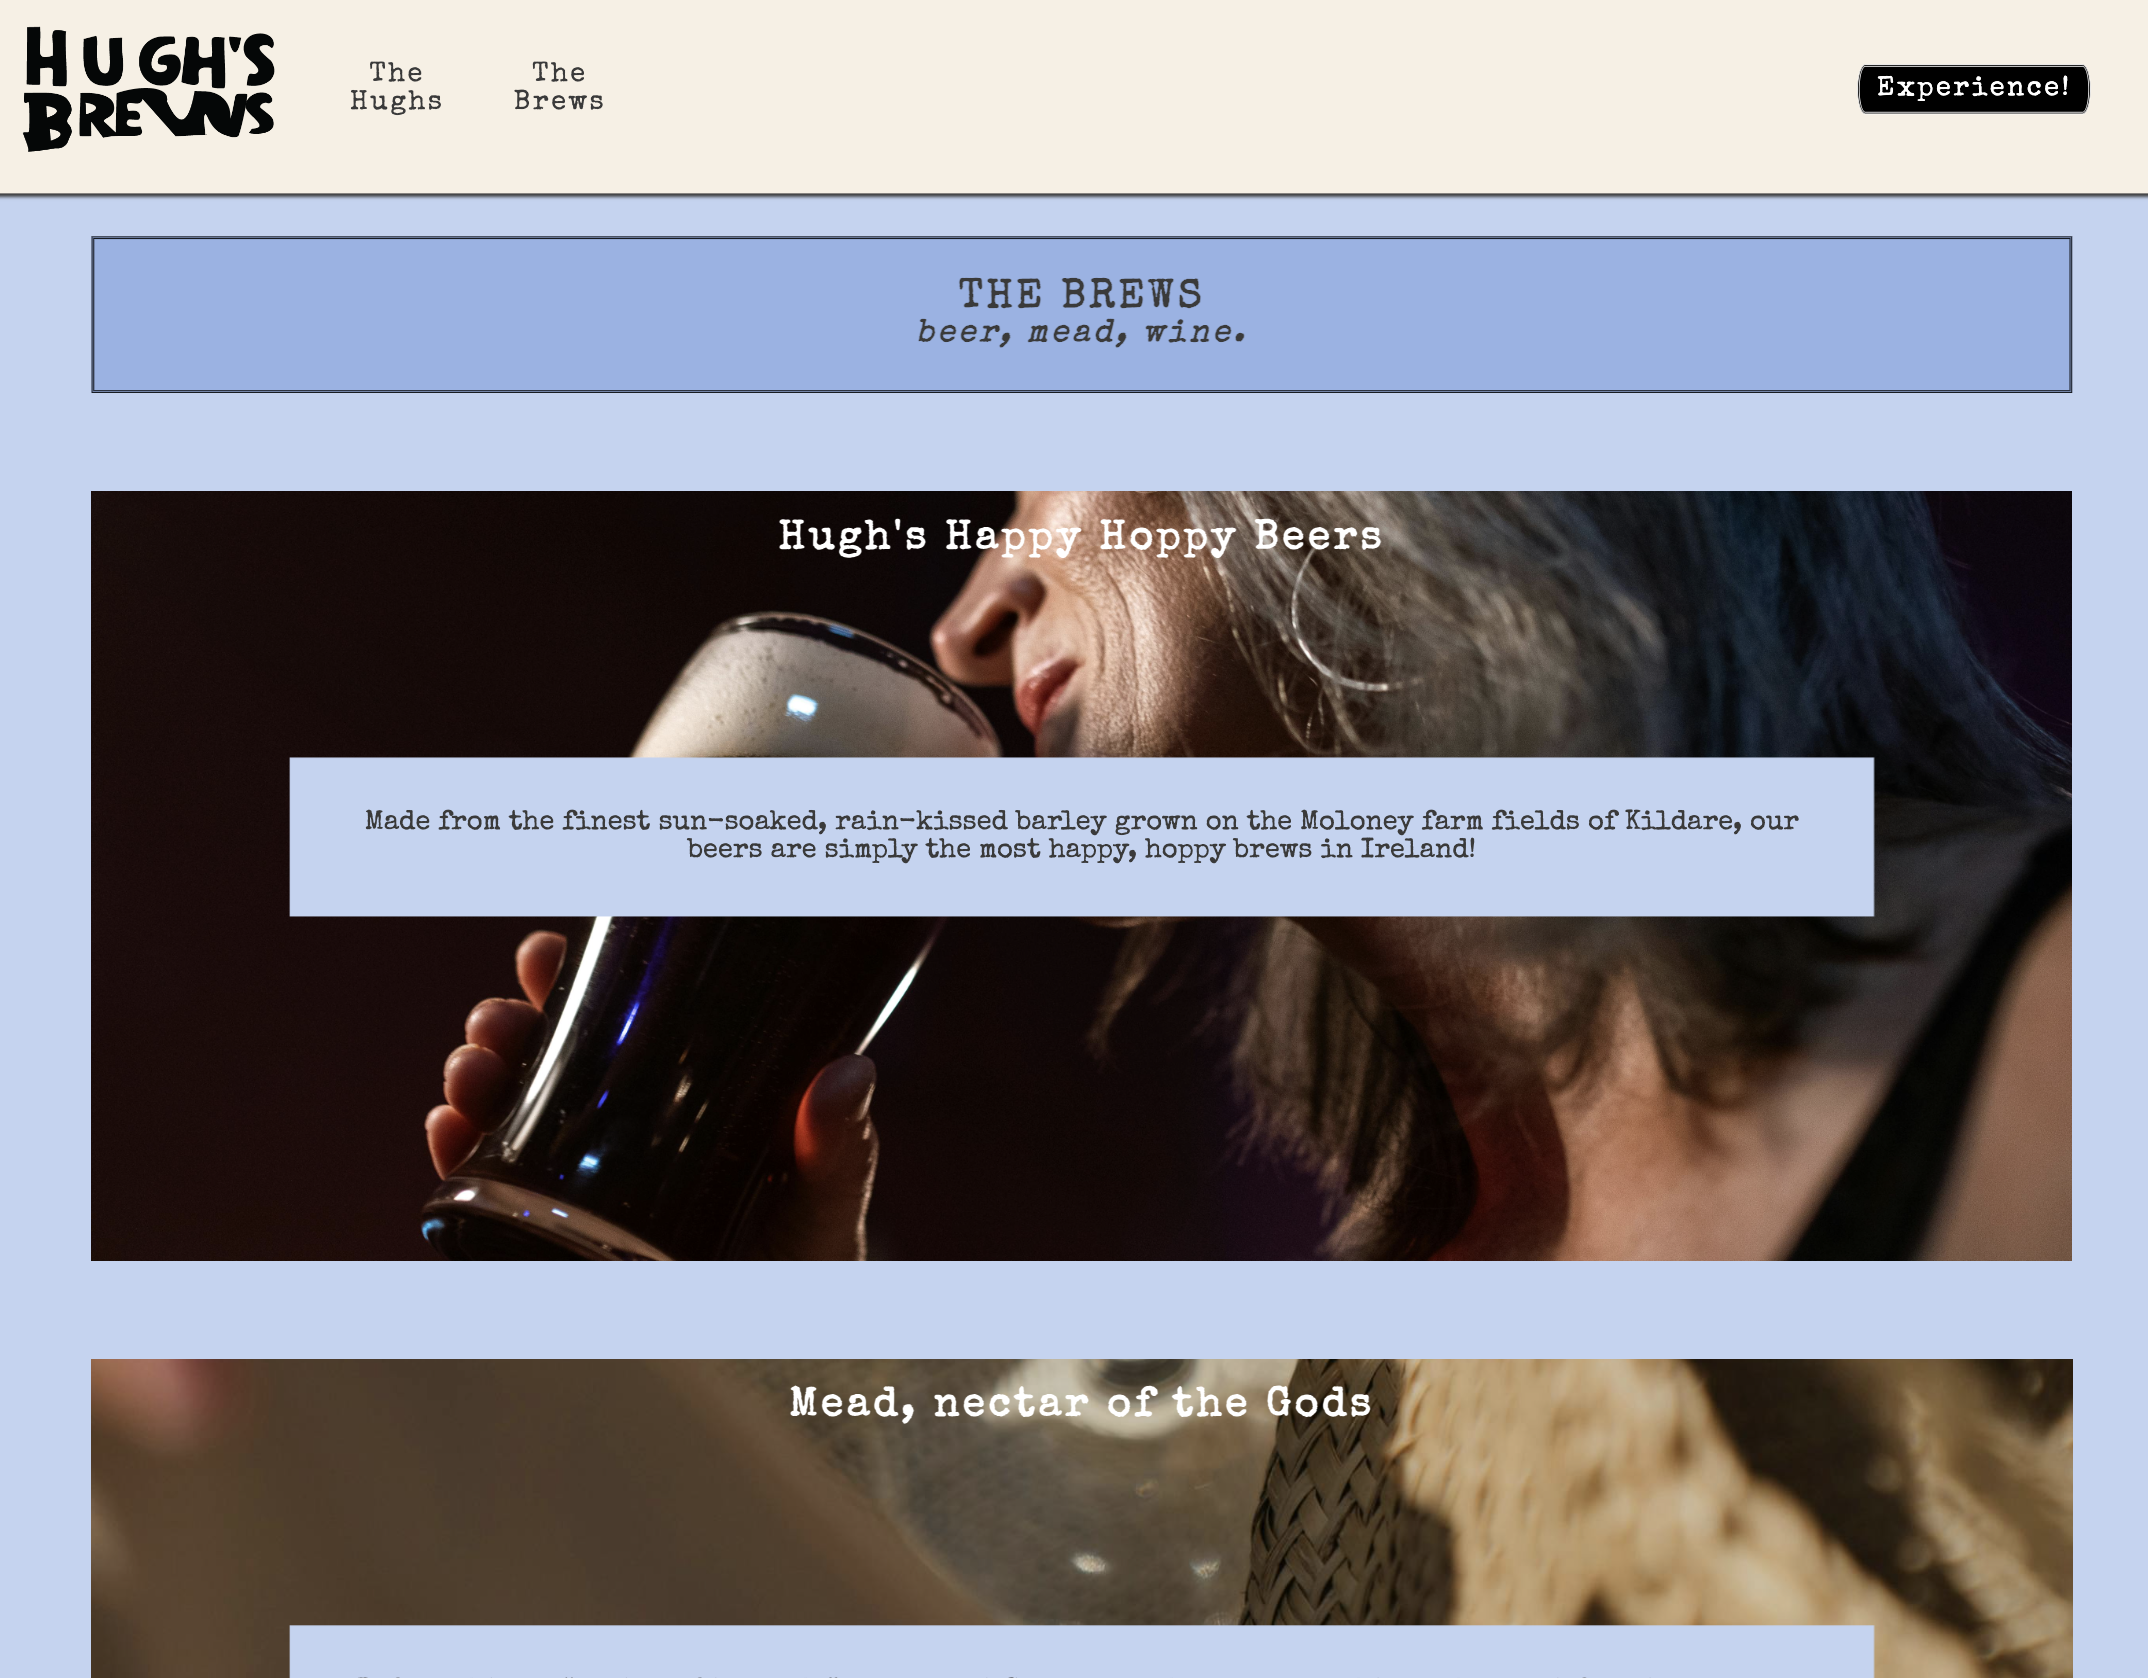 HUGH'S
BREWS
The
Hughs
The
Brews
Experience!
THE BREWS
beer, mead, wine.
Hugh's Happy Hoppy Beers
Made from the finest sun-soaked, rain-kissed barley grown on the Moloney farm fields of Kildare, our
beers are simply the most happy, hoppy brews in Ireland!
Mead, nectar of the Gods